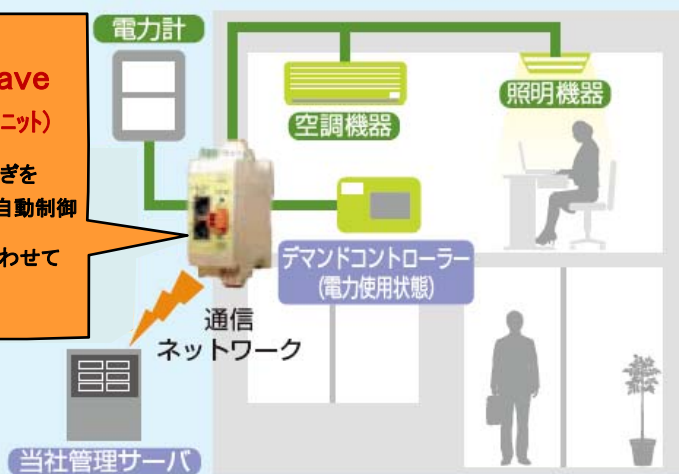 電力計
ave
ニット)
ぎを
自動制御
わせて
空調機器
照明機器
デマンドコントローラー
(電力使用状態)
通信
ネットワーク
当社管理サーバ